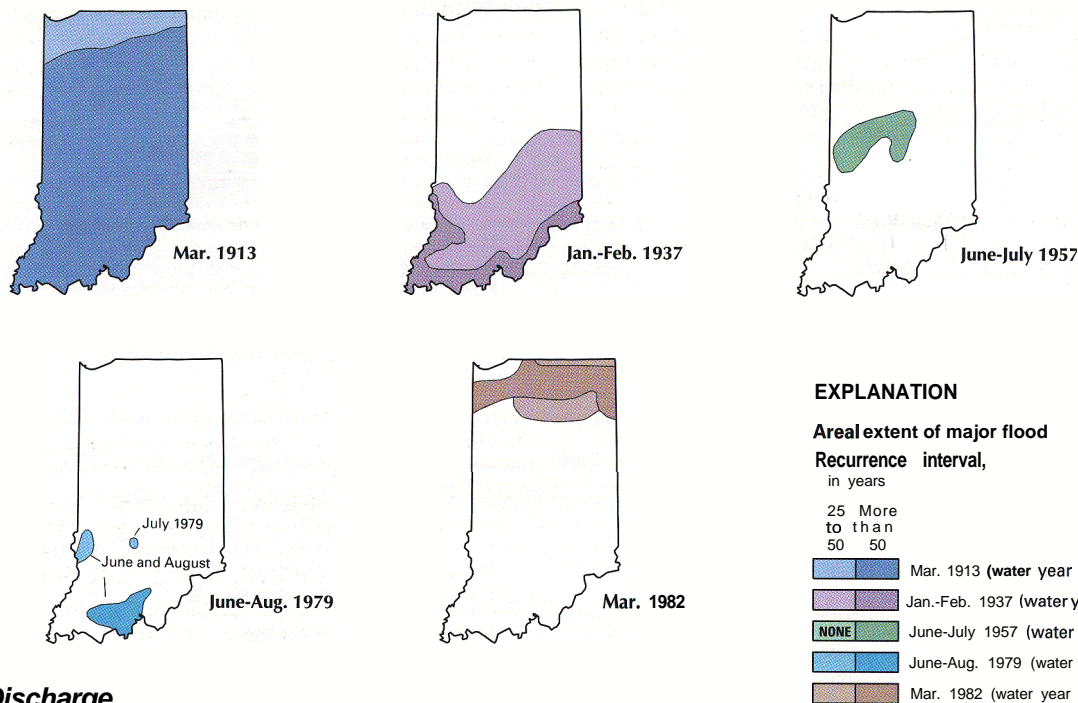 Mar. 1913
Jan.-Feb. 1937
June-July 1957
July 1979
June and August
June-Aug. 1979
Mar. 1982
EXPLANATION
Areal extent of major flood
Recurrence interval,
in years
25 More
to than
50 50
Mar. 1913 (water year
Jan.-Feb. 1937 (water y
NONE June-July 1957 (water
June-Aug. 1979 (water
Mar. 1982 (water year
Discharge